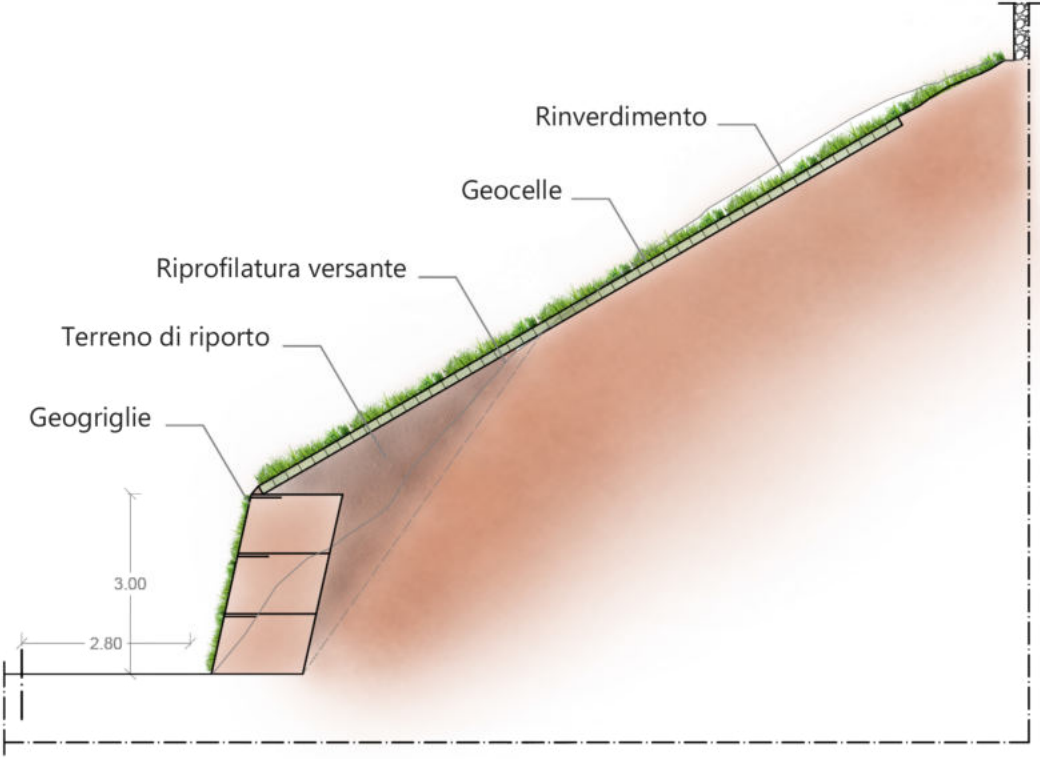 Rinverdimento
Geocelle
Riprofilatura versante
Terreno di riporto
Geogriglie
3.00
2.80